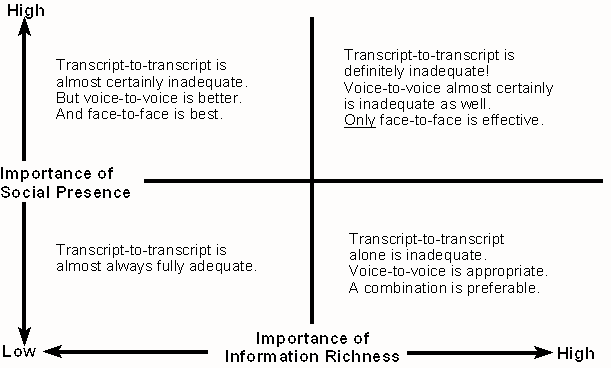 High
Transcript-to-transcript is
almost certainly inadequate.
But voice-to-voice is better.
And face-to-face is best.
Transcript-to-transcript is
definitely inadequate!
Voice-to-voice almost certainly
is inadequate as well.
Only face-to-face is effective.
Importance of
Social Presence
Transcript-to-transcript is
almost always fully adequate.
Transcript-to-transcript
alone is inadequate.
Voice-to-voice is appropriate.
A combination is preferable.
Low
Importance of
Information Richness
High